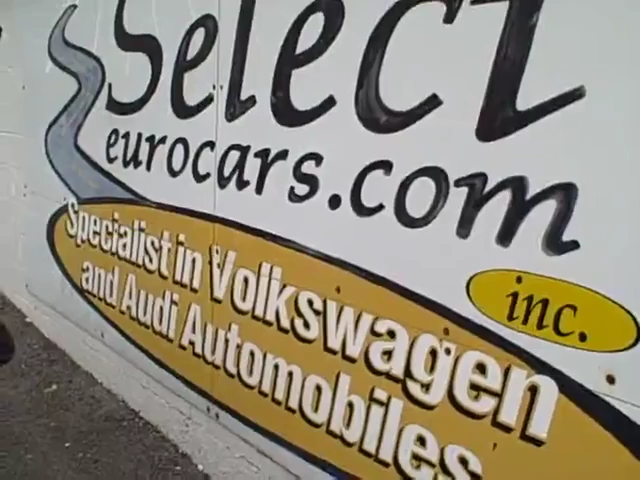 Select
eurocars.com
inc.
Specialist in Volkswagen
and Audi Automobiles